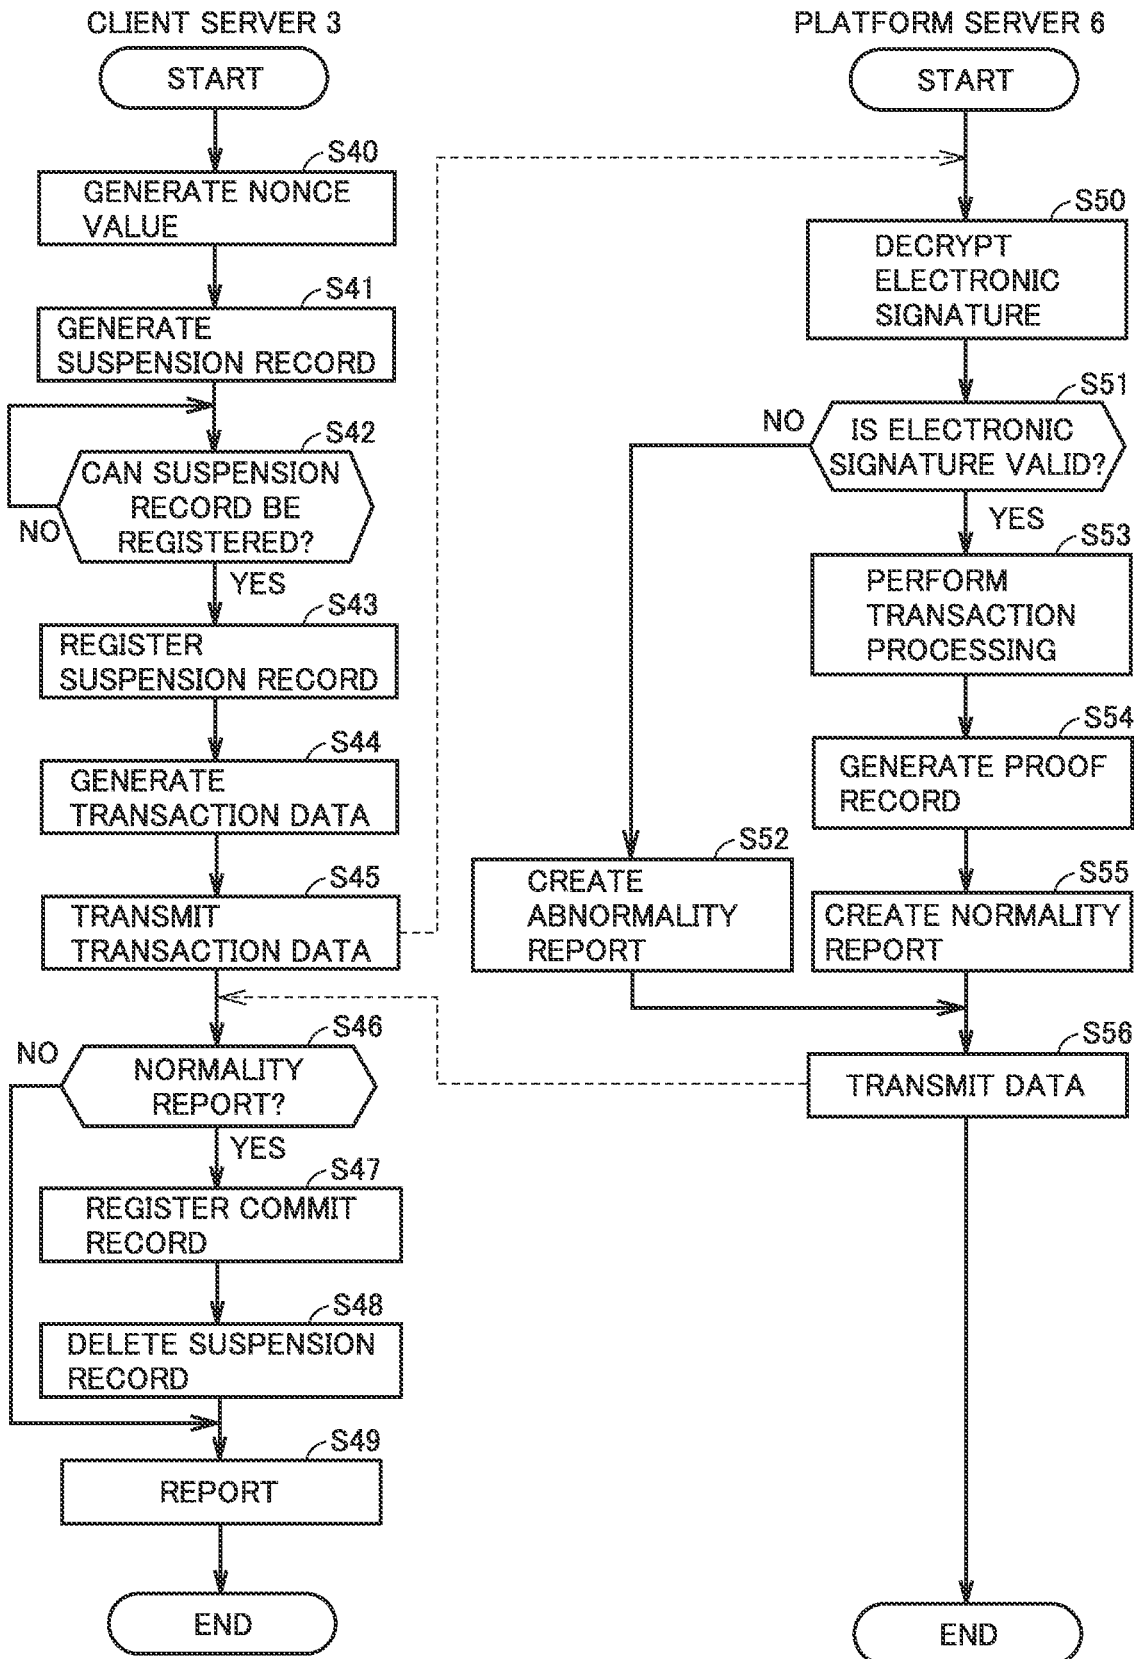 CLIENT SERVER 3
START
S40
GENERATE NONCE
VALUE
S41
GENERATE
SUSPENSION RECORD
S42
CAN SUSPENSION
RECORD BE
REGISTERED?
NO
YES
S43
REGISTER
SUSPENSION RECORD
S44
GENERATE
TRANSACTION DATA
S45
TRANSMIT
TRANSACTION DATA
S46
NO
NORMALITY
REPORT?
YES
S47
REGISTER COMMIT
RECORD
S48
DELETE SUSPENSION
RECORD
S49
REPORT
END
PLATFORM SERVER 6
START
S50
DECRYPT
ELECTRONIC
SIGNATURE
S51
NO
IS ELECTRONIC
SIGNATURE VALID?
YES
S53
PERFORM
TRANSACTION
PROCESSING
S54
GENERATE PROOF
RECORD
S52
CREATE
ABNORMALITY
REPORT
S55
CREATE NORMALITY
REPORT
S56
TRANSMIT DATA
END